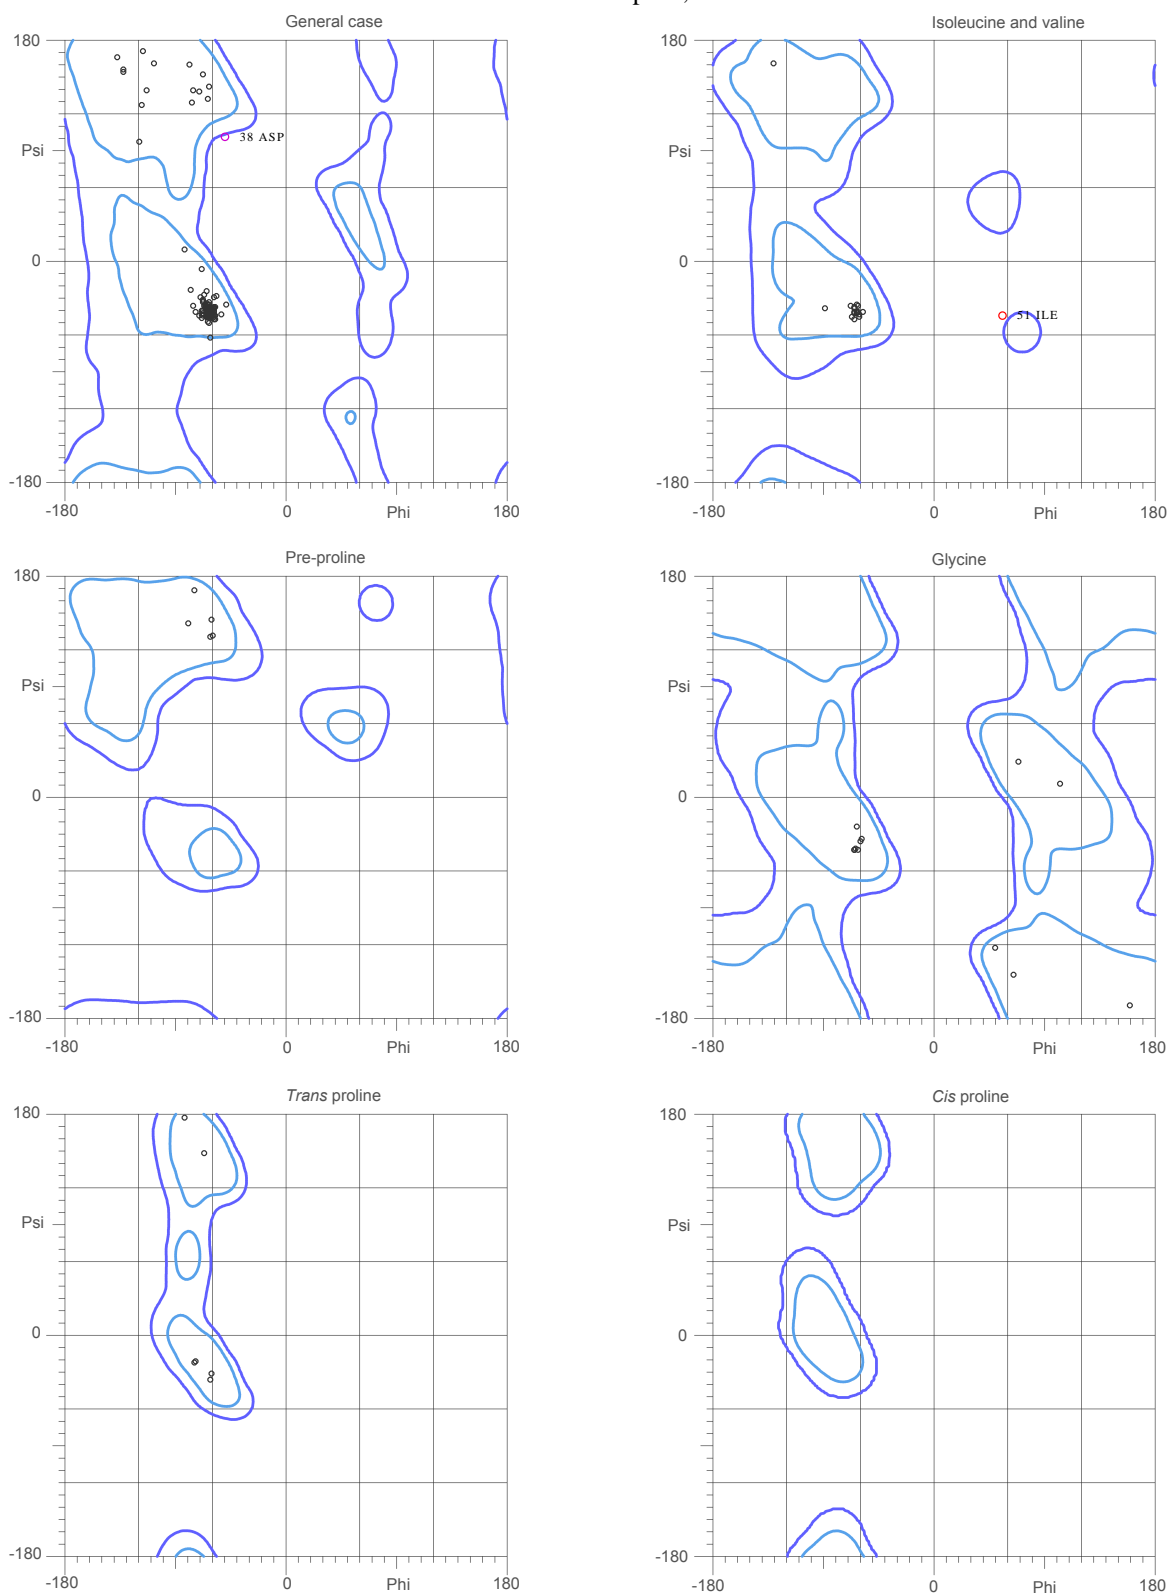 General case
Isoleucine and valine
180
180
38 ASP
Psi
Psi
0
0
51 ILE
-180
-180
-180
0
Phi
180
-180
0
Phi
180
Pre-proline
Glycine
180
180
Psi
Psi
0
0
-180
-180
-180
0
Phi
180
-180
0
Phi
180
Trans proline
Cis proline
180
180
Psi
Psi
0
0
-180
-180
-180
0
Phi
180
-180
0
Phi
180